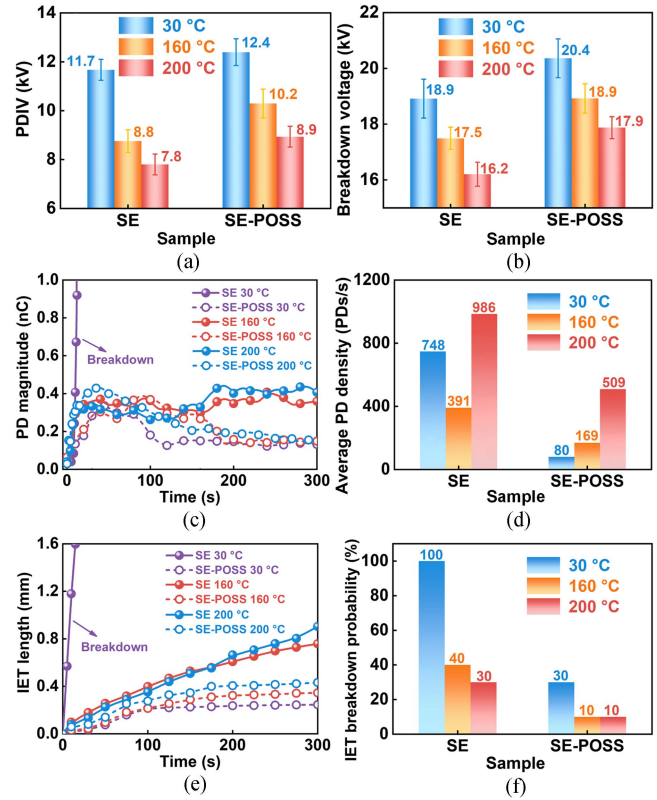 14
12
10
8
6
PDIV (kV)
30 °C
160 °C
200 °C
11.7
8.8
7.8
12.4
10.2
8.9
SE
SE-POSS
Sample
(a)
22
20
18
16
Breakdown voltage (kV)
30 °C
160 °C
200 °C
18.9
17.5
16.2
20.4
18.9
17.9
SE
SE-POSS
Sample
(b)
1.0
0.8
0.6
0.4
0.2
0.0
PD magnitude (nC)
SE 30 °C
SE-POSS 30 °C
SE 160 °C
SE-POSS 160 °C
SE 200 °C
SE-POSS 200 °C
Breakdown
0
100
200
300
Time (s)
(c)
1200
800
400
0
Average PD density (PDs/s)
30 °C
160 °C
200 °C
748
391
986
80
169
509
SE
SE-POSS
Sample
(d)
1.6
1.2
0.8
0.4
0.0
IET length (mm)
SE 30 °C
SE-POSS 30 °C
SE 160 °C
SE-POSS 160 °C
SE 200 °C
SE-POSS 200 °C
Breakdown
0
100
200
300
Time (s)
(e)
100
80
60
40
20
0
IET breakdown probability (%)
30 °C
160 °C
200 °C
100
40
30
30
10
10
SE
SE-POSS
Sample
(f)